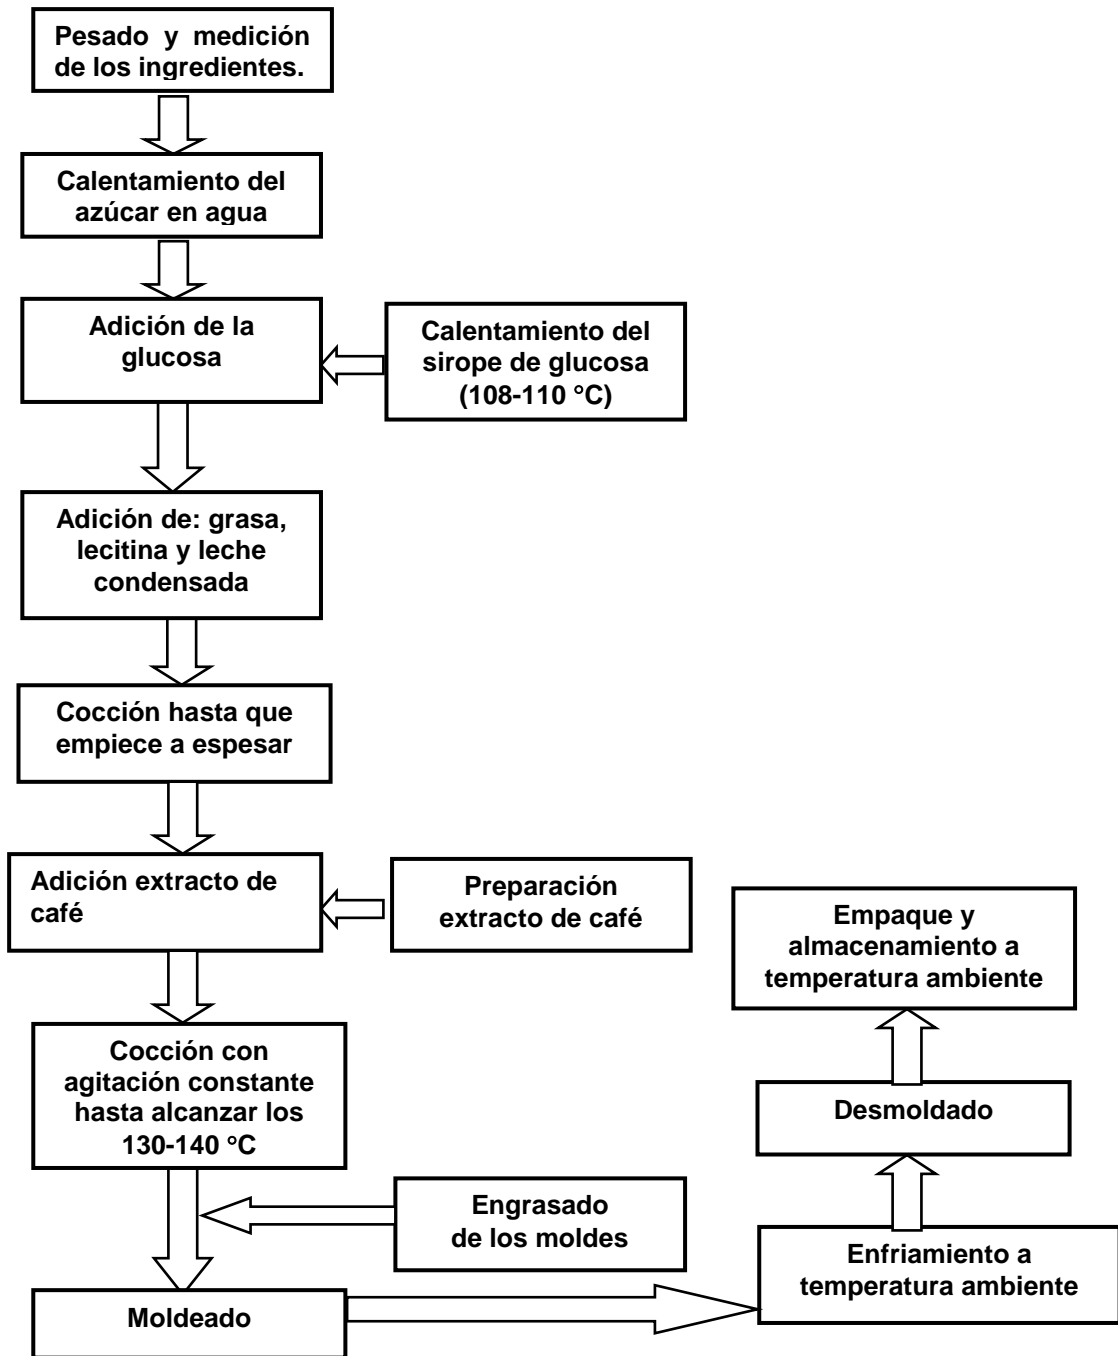 Pesado y medición
de los ingredientes.
Calentamiento del
azúcar en agua
Adición de la
glucosa
Calentamiento del
sirope de glucosa
(108-110 °C)
Adición de: grasa,
lecitina y leche
condensada
Cocción hasta que
empiece a espesar
Adición extracto de
café
Preparación
extracto de café
Cocción con
agitación constante
hasta alcanzar los
130-140 °C
Engrasado
de los moldes
Moldeado
Enfriamiento a
temperatura ambiente
Desmoldado
Empaque y
almacenamiento a
temperatura ambiente